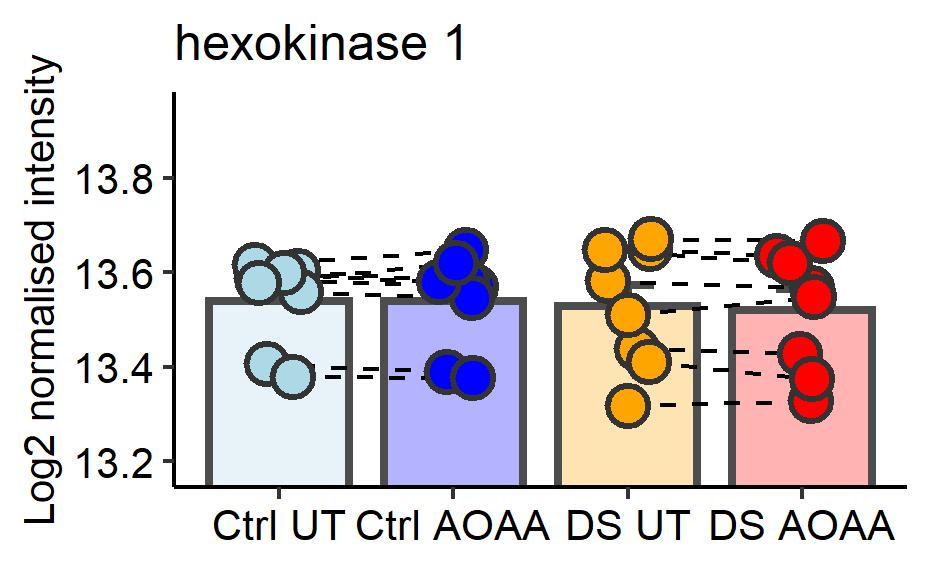 hexokinase 1
Log2 normalised intensity
13.8
13.6
13.4
13.2
Ctrl UT Ctrl AOAA DS UT DS AOAA